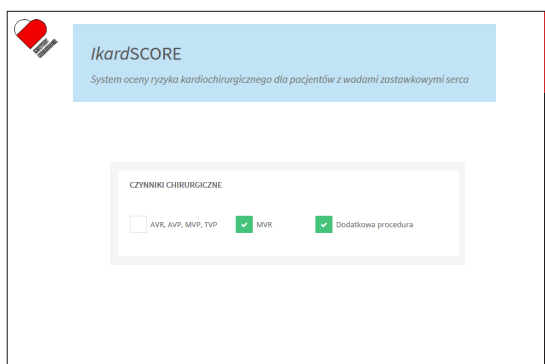 IkardSCORE
System oceny ryzyka kardiochirurgicznego dla pacjentów z wadami zastawkowymi serca
CZYNNIKI CHIRURGICZNE
AVR, AVP, MVP, TVP
MVR
Dodatkowa procedura